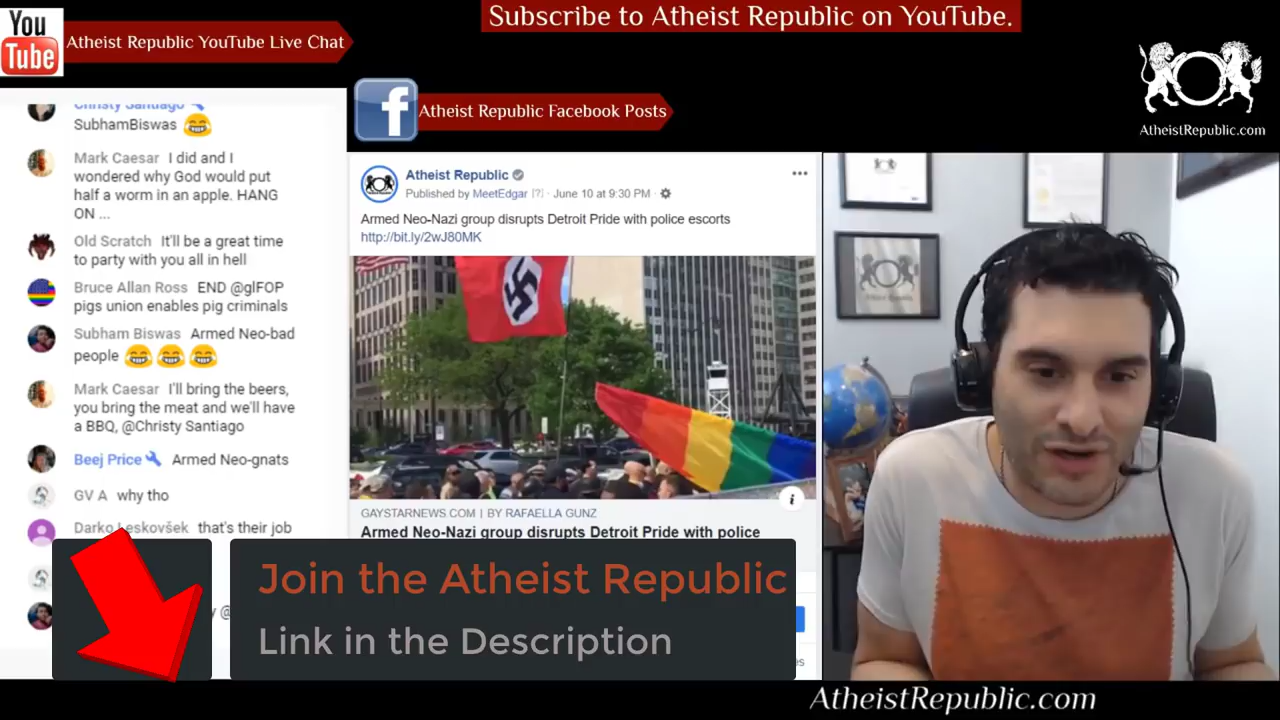 You
Tube
Atheist Republic YouTube Live Chat
Subscribe to Atheist Republic on YouTube.
AtheistRepublic.com
Atheist Republic Facebook Posts
Christy Santiago
SubhamBiswas
Mark Caesar I did and I
wondered why God would put
half a worm in an apple. HANG
ON ...
Old Scratch It'll be a great time
to party with you all in hell
Bruce Allan Ross END @glFOP
pigs union enables pig criminals
Subham Biswas Armed Neo-bad
people
Mark Caesar I'll bring the beers,
you bring the meat and we'll have
a BBQ, @Christy Santiago
Beej Price Armed Neo-gnats
GV A why tho
Darko Leskovšek that's their job
Atheist Republic
Published by MeetEdgar [?] · June 10 at 9:30 PM ·
Armed Neo-Nazi group disrupts Detroit Pride with police escorts
http://bit.ly/2wJ80MK
GAYSTARNEWS.COM | BY RAFAELLA GUNZ
Armed Neo-Nazi group disrupts Detroit Pride with police
Join the Atheist Republic
Link in the Description
AtheistRepublic.com